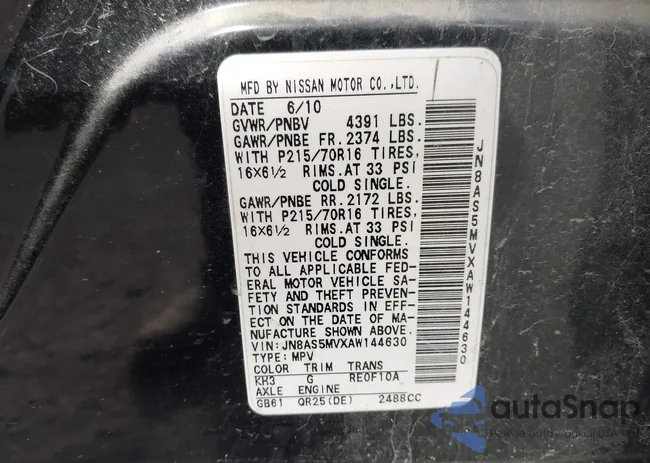 MFD BY NISSAN MOTOR CO.,LTD.
DATE 6/10
GVWR/PNBV 4391 LBS.
GAWR/PNBE FR. 2374 LBS.
WITH P215/70R16 TIRES,
16X6½ RIMS. AT 33 PSI
COLD SINGLE.
GAWR/PNBE RR. 2172 LBS.
WITH P215/70R16 TIRES,
16X6½ RIMS. AT 33 PSI
COLD SINGLE.
THIS VEHICLE CONFORMS
TO ALL APPLICABLE FED-
ERAL MOTOR VEHICLE SA-
FETY AND THEFT PREVEN-
TION STANDARDS IN EFF-
ECT ON THE DATE OF MA-
NUFACTURE SHOWN ABOVE.
VIN: JN8AS5MVXAW144630
TYPE: MPV
COLOR TRIM TRANS
KH3 G RE0F10A
AXLE ENGINE
GB61 QR25(DE) 2488CC
JN8AS5MVXAW144630
autoSnap